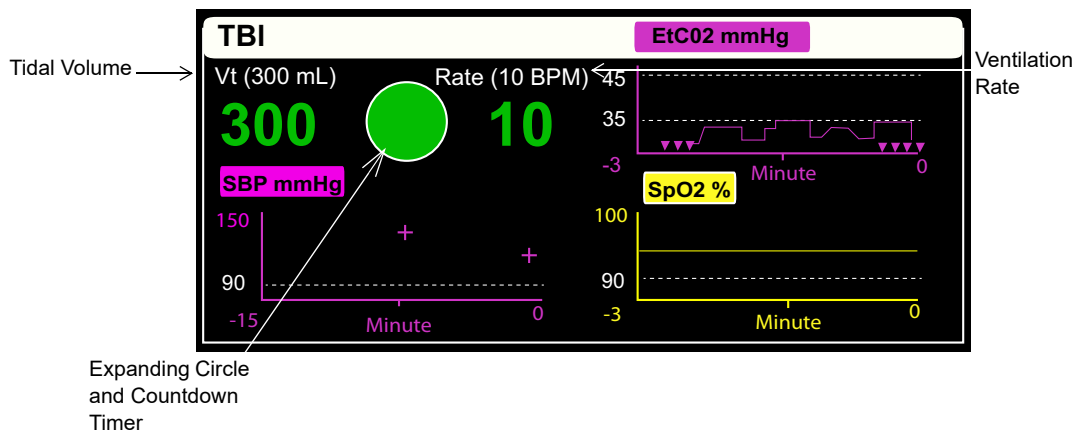 TBI
EtC02 mmHg
Tidal Volume
Vt (300 mL)
Rate (10 BPM)
Ventilation
Rate
300
10
45
35
-3
Minute
0
SBP mmHg
150
90
-15
Minute
0
SpO2 %
100
90
-3
Minute
0
Expanding Circle
and Countdown
Timer